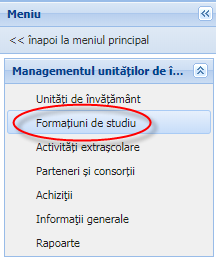 Meniu
<< înapoi la meniul principal
Managementul unităților de î...
Unități de învățământ
Formațiuni de studiu
Activități extrașcolare
Parteneri și consorții
Achiziții
Informații generale
Rapoarte